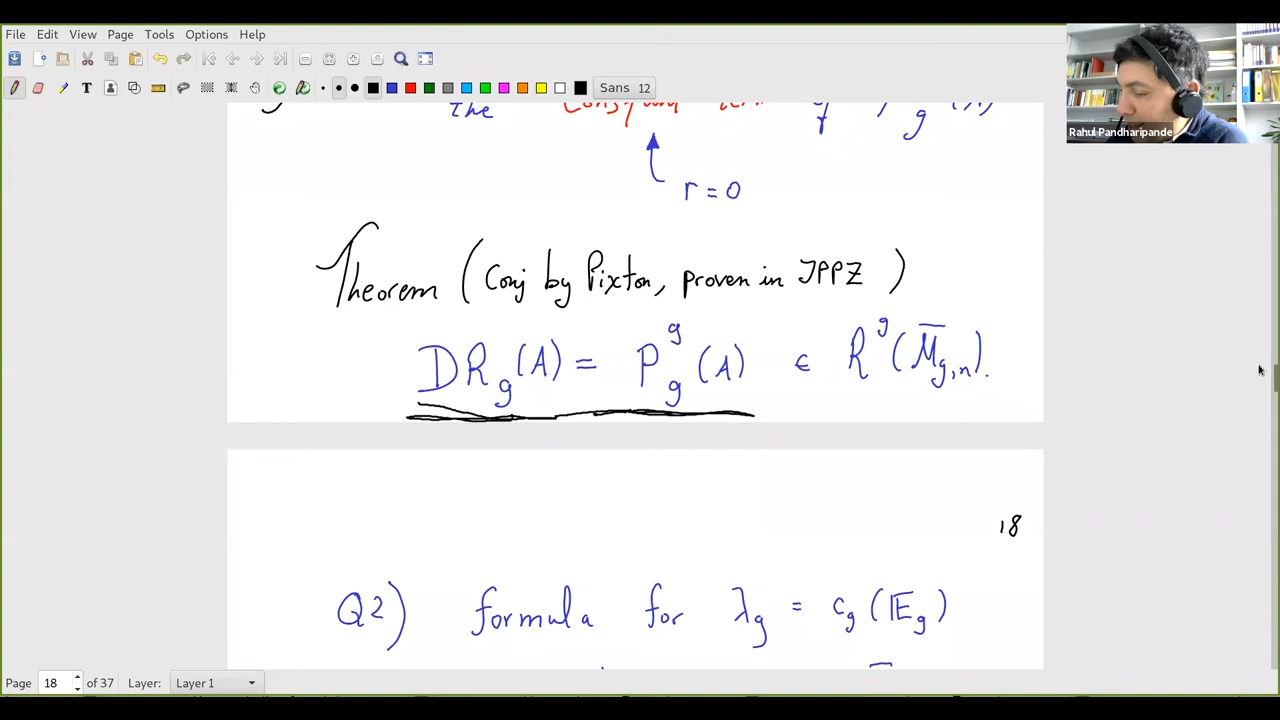 File Edit View Page Tools Options Help
Sans 12
Rahul Pandharipande
the
r = 0
Theorem (Conj by Pixton, proven in JPPZ)
DR_g(A) = P_g^g(A) ∈ R^g(M̅_{g,n}).
18
Q2) formula for λ_g = c_g(𝔼_g)
Page 18 of 37 Layer: Layer 1